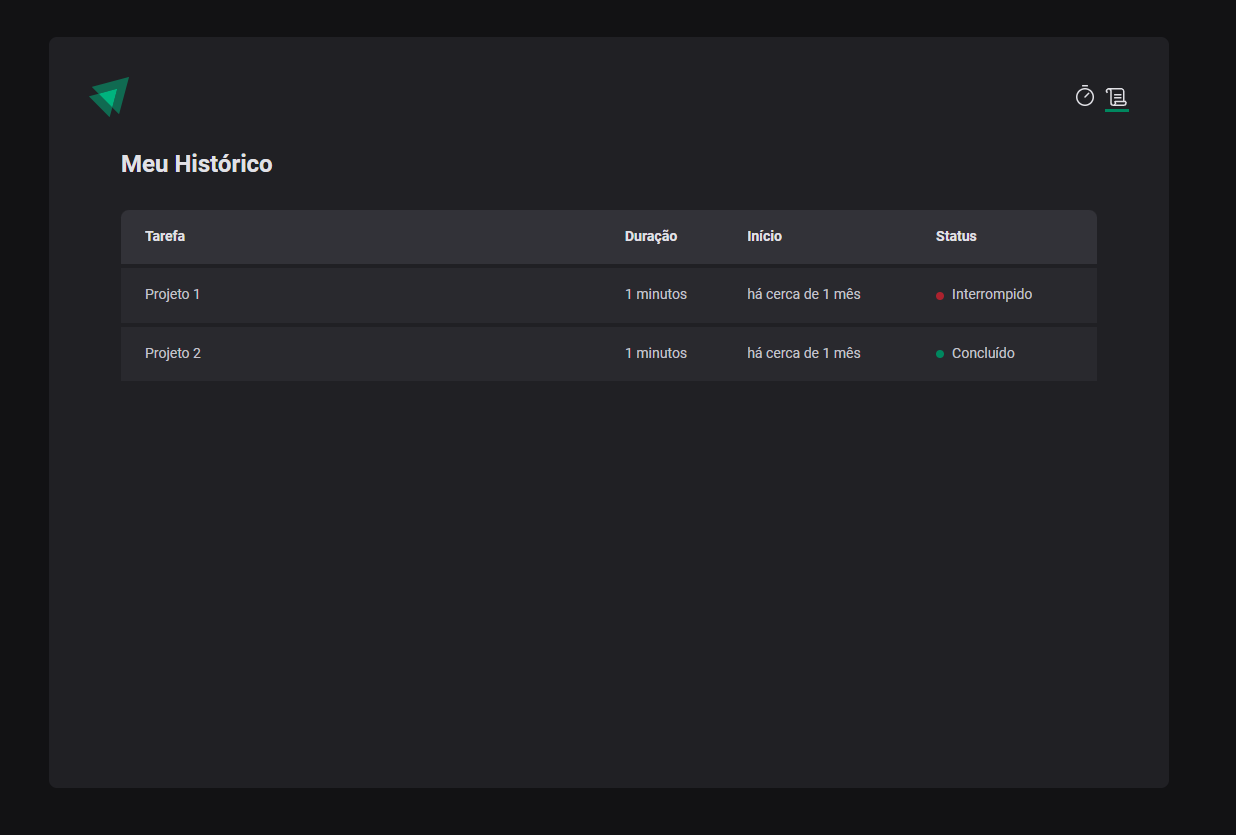 Meu Histórico
Tarefa Duração Início Status
Projeto 1 1 minutos há cerca de 1 mês Interrompido
Projeto 2 1 minutos há cerca de 1 mês Concluído